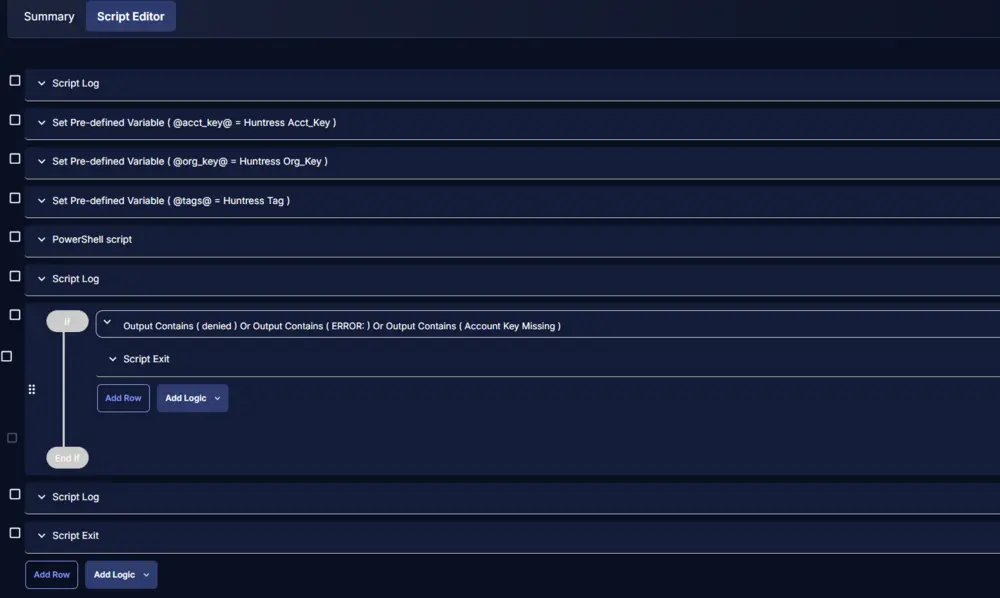 Summary
Script Editor
Script Log
Set Pre-defined Variable ( @acct_key@ = Huntress Acct_Key )
Set Pre-defined Variable ( @org_key@ = Huntress Org_Key )
Set Pre-defined Variable ( @tags@ = Huntress Tag )
PowerShell script
Script Log
If
Output Contains ( denied ) Or Output Contains ( ERROR: ) Or Output Contains ( Account Key Missing )
Script Exit
Add Row
Add Logic
End If
Script Log
Script Exit
Add Row
Add Logic